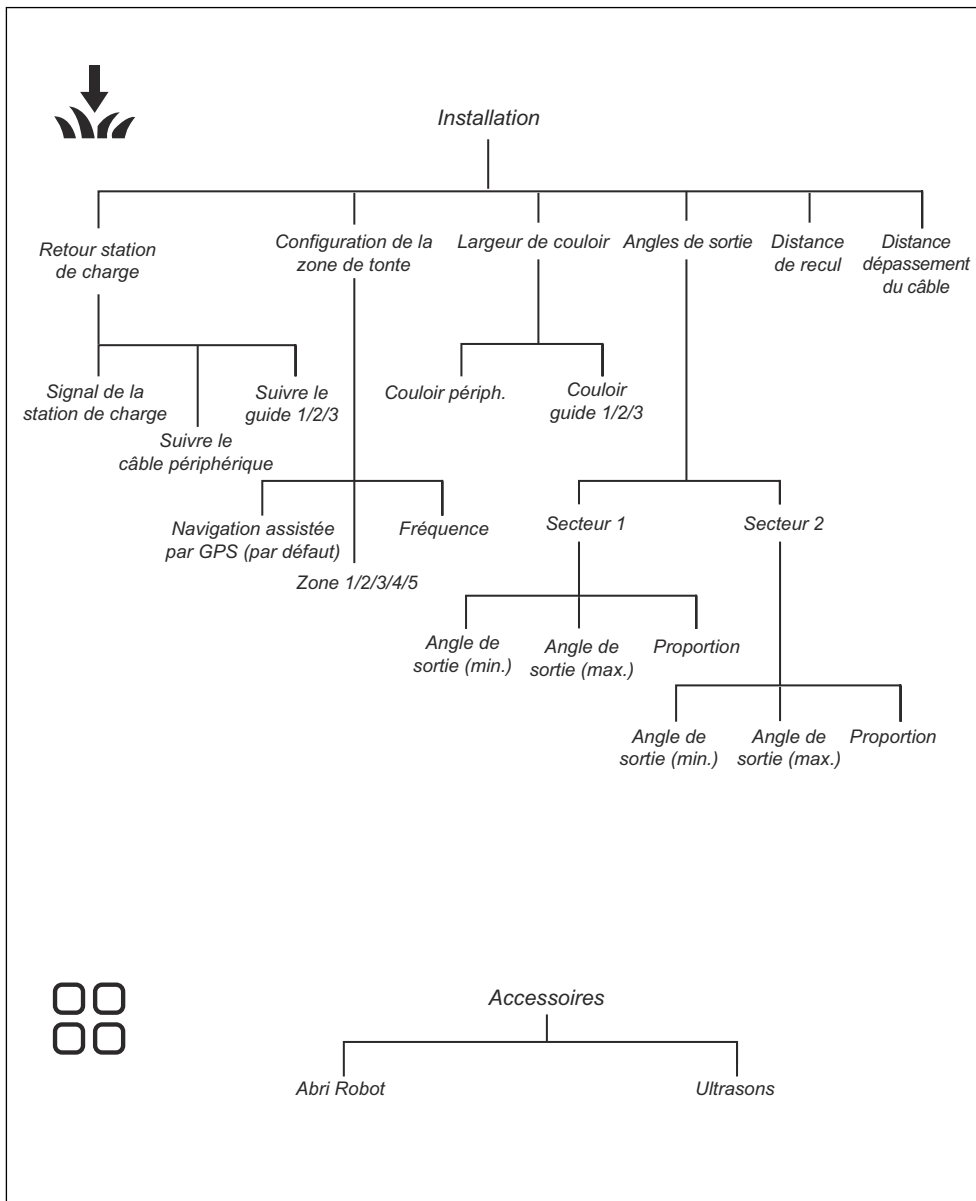 Installation
Retour station
de charge
Configuration de la
zone de tonte
Largeur de couloir
Angles de sortie
Distance
de recul
Distance
dépassement
du câble
Signal de la
station de charge
Suivre le
câble périphérique
Suivre le
guide 1/2/3
Couloir périph.
Couloir
guide 1/2/3
Navigation assistée
par GPS (par défaut)
Zone 1/2/3/4/5
Fréquence
Secteur 1
Secteur 2
Angle de
sortie (min.)
Angle de
sortie (max.)
Proportion
Angle de
sortie (min.)
Angle de
sortie (max.)
Proportion
Accessoires
Abri Robot
Ultrasons